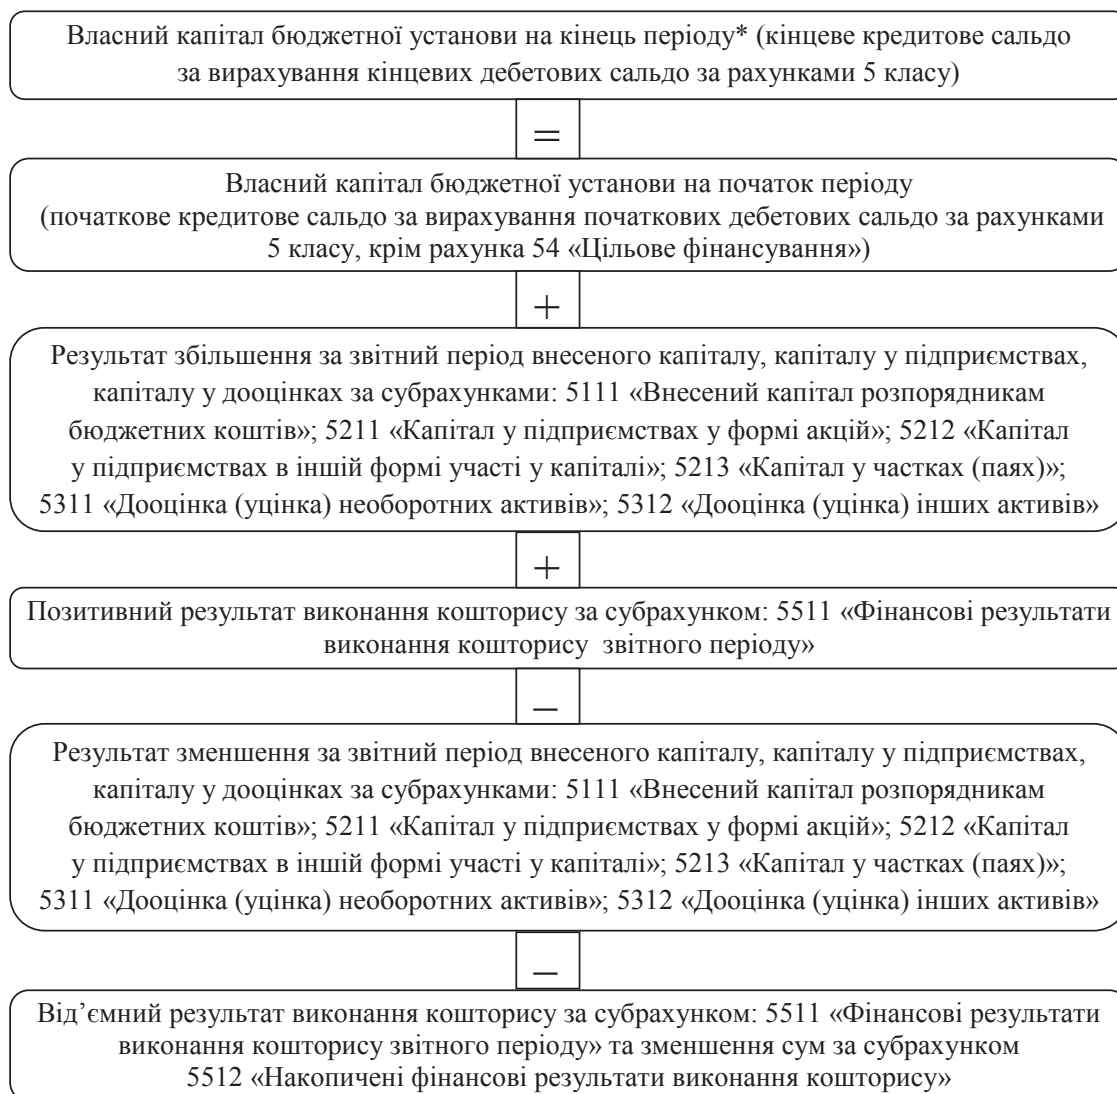 Власний капітал бюджетної установи на кінець періоду* (кінцеве кредитове сальдо
за вирахування кінцевих дебетових сальдо за рахунками 5 класу)
=
Власний капітал бюджетної установи на початок періоду
(початкове кредитове сальдо за вирахування початкових дебетових сальдо за рахунками
5 класу, крім рахунка 54 «Цільове фінансування»)
+
Результат збільшення за звітний період внесеного капіталу, капіталу у підприємствах,
капіталу у дооцінках за субрахунками: 5111 «Внесений капітал розпорядникам
бюджетних коштів»; 5211 «Капітал у підприємствах у формі акцій»; 5212 «Капітал
у підприємствах в іншій формі участі у капіталі»; 5213 «Капітал у частках (паях)»;
5311 «Дооцінка (уцінка) необоротних активів»; 5312 «Дооцінка (уцінка) інших активів»
+
Позитивний результат виконання кошторису за субрахунком: 5511 «Фінансові результати
виконання кошторису звітного періоду»
–
Результат зменшення за звітний період внесеного капіталу, капіталу у підприємствах,
капіталу у дооцінках за субрахунками: 5111 «Внесений капітал розпорядникам
бюджетних коштів»; 5211 «Капітал у підприємствах у формі акцій»; 5212 «Капітал
у підприємствах в іншій формі участі у капіталі»; 5213 «Капітал у частках (паях)»;
5311 «Дооцінка (уцінка) необоротних активів»; 5312 «Дооцінка (уцінка) інших активів»
–
Від’ємний результат виконання кошторису за субрахунком: 5511 «Фінансові результати
виконання кошторису звітного періоду» та зменшення сум за субрахунком
5512 «Накопичені фінансові результати виконання кошторису»